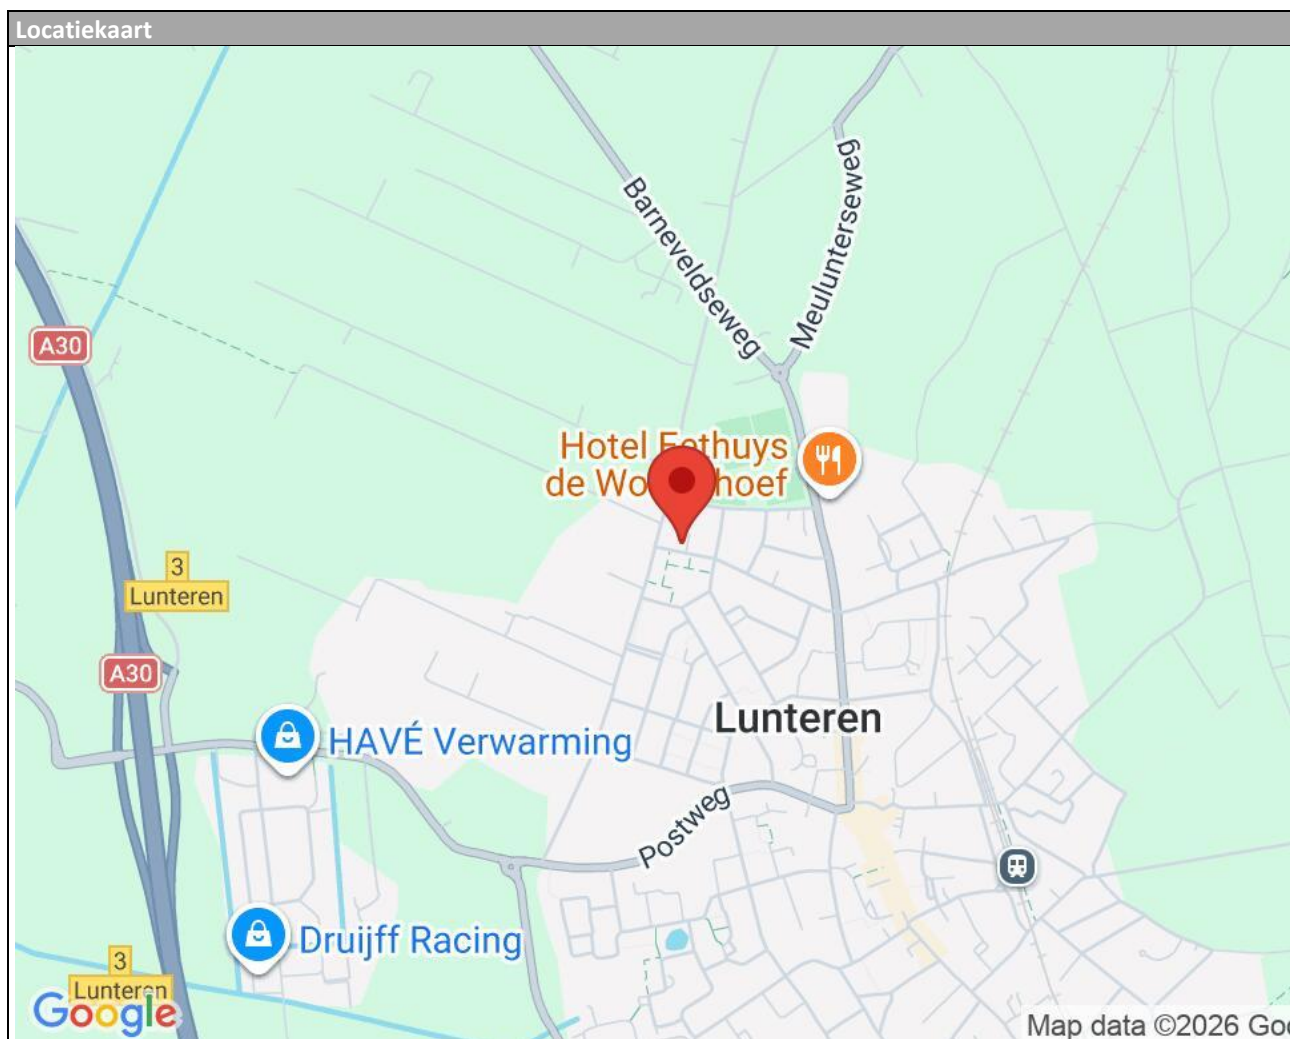 Locatiekaart
Barneveldseweg
Meulunterseweg
A30
Hotel
de
3
Lunteren
A30
Lunteren
HAVÉ Verwarming
Postweg
Druijff Racing
3
Lunteren
Google
Map data ©2026